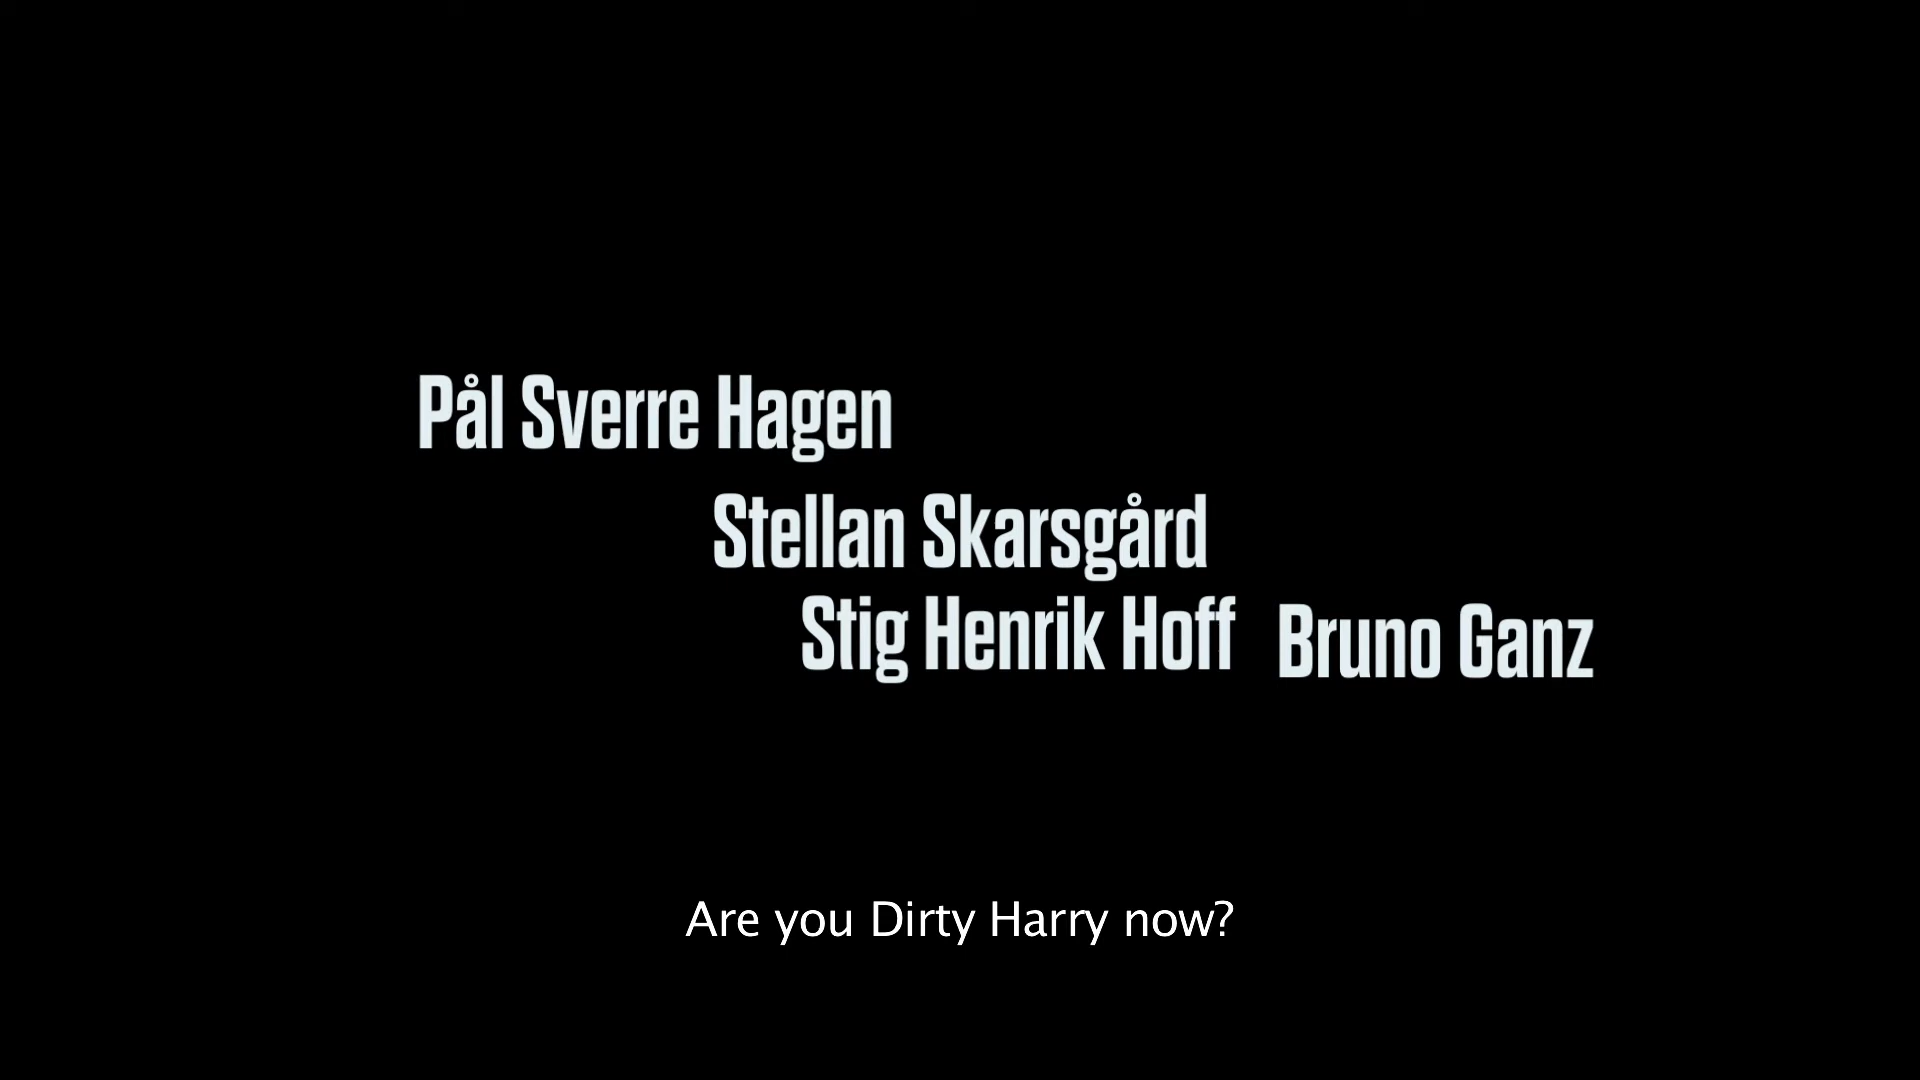 Pål Sverre Hagen
Stellan Skarsgård
Stig Henrik Hoff
Bruno Ganz
Are you Dirty Harry now?